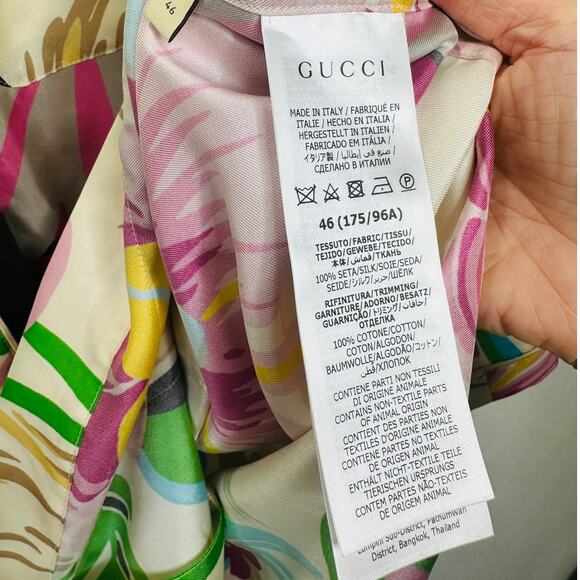 46
GUCCI
MADE IN ITALY / FABRIQUÉ EN
ITALIE / HECHO EN ITALIA /
HERGESTELLT IN ITALIEN /
FABRICADO EM ITÁLIA /
イタリア製 / صنع في إيطاليا /
СДЕЛАНО В ИТАЛИИ
P
46 (175/96A)
TESSUTO/FABRIC/TISSU/
TEJIDO/GEWEBE/TECIDO/
本体/قماش/ТКАНЬ
100% SETA/SILK/SOIE/SEDA/
SEIDE/シルク/حرير/ШЁЛК
RIFINITURA/TRIMMING/
GARNITURE/ADORNO/BESATZ/
GUARNIÇÃO/トリミング/حافات/
ОТДЕЛКА
100% COTONE/COTTON/
COTON/ALGODON/
BAUMWOLLE/ALGODÃO/コットン/
قطن/ХЛОПОК
CONTIENE PARTI NON TESSILI
DI ORIGINE ANIMALE
CONTAINS NON-TEXTILE PARTS
OF ANIMAL ORIGIN
CONTIENT DES PARTIES NON
TEXTILES D'ORIGINE ANIMALE
CONTIENE PARTES NO TEXTILES
DE ORIGEN ANIMAL
ENTHÄLT NICHT-TEXTILE TEILE
TIERISCHEN URSPRUNGS
CONTEM PARTES NÃO TEXTEIS
DE ORIGEM ANIMAL
Lumpini Sub-District, Pathumwan
District, Bangkok, Thailand